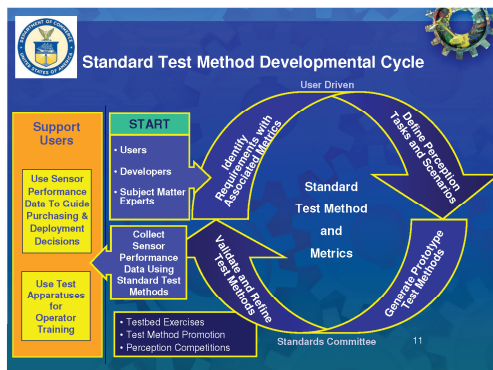 DEPARTMENT OF COMMERCE
UNITED STATES OF AMERICA
Standard Test Method Developmental Cycle
User Driven
Support
Users
Use Sensor
Performance
Data To Guide
Purchasing &
Deployment
Decisions
Use Test
Apparatuses
for
Operator
Training
START
• Users
• Developers
• Subject Matter
Experts
Collect
Sensor
Performance
Data Using
Standard Test
Methods
Identify
Requirements with
Associated Metrics
Define Perception
Tasks and Scenarios
Standard
Test Method
and
Metrics
Generate Prototype
Test Methods
Validate and Refine
Test Methods
• Testbed Exercises
• Test Method Promotion
• Perception Competitions
Standards Committee
11